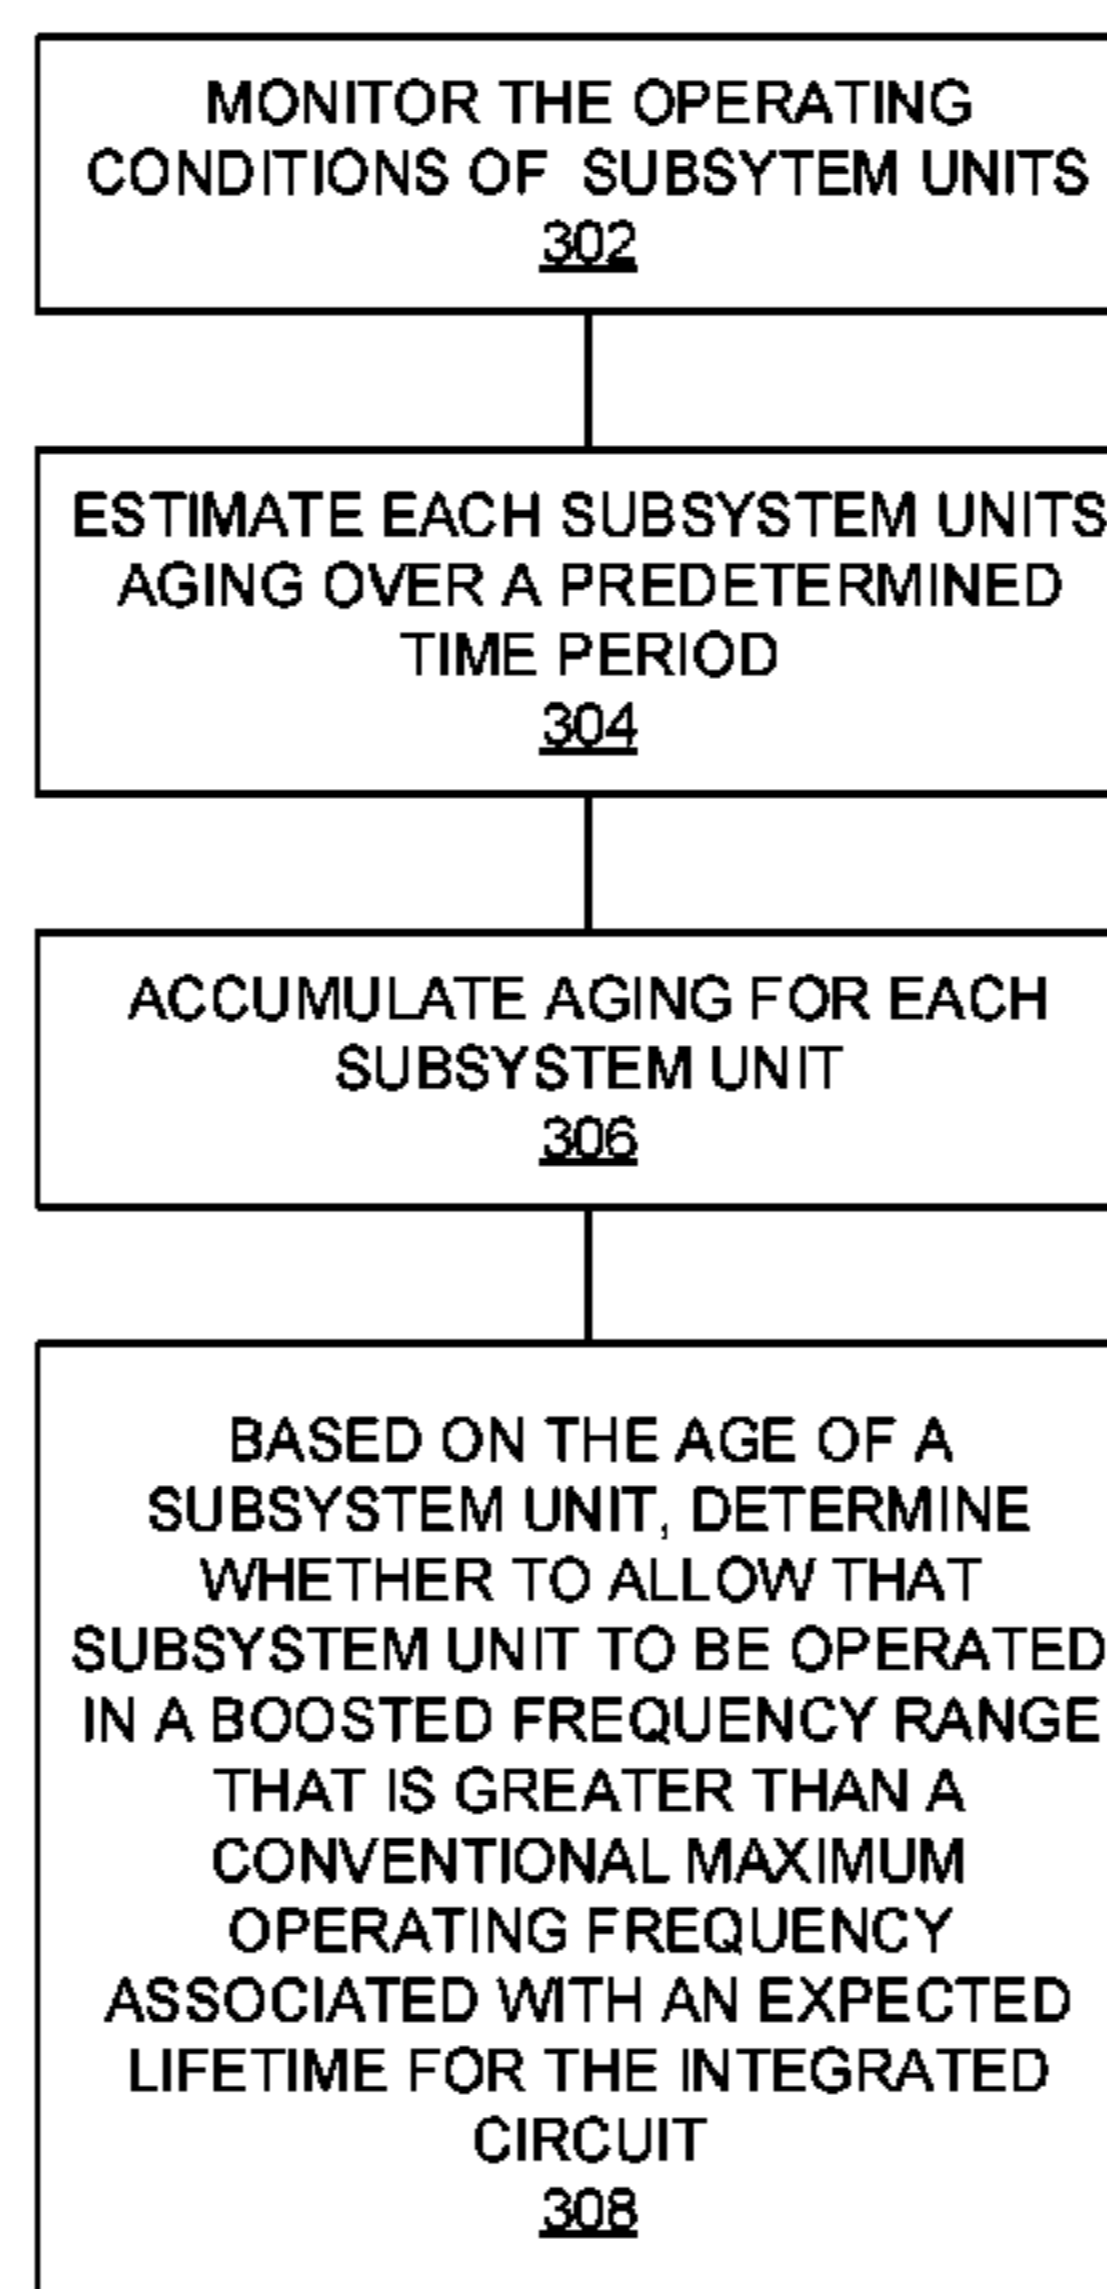 MONITOR THE OPERATING
CONDITIONS OF SUBSYTEM UNITS
302
ESTIMATE EACH SUBSYSTEM UNITS
AGING OVER A PREDETERMINED
TIME PERIOD
304
ACCUMULATE AGING FOR EACH
SUBSYSTEM UNIT
306
BASED ON THE AGE OF A
SUBSYSTEM UNIT, DETERMINE
WHETHER TO ALLOW THAT
SUBSYSTEM UNIT TO BE OPERATED
IN A BOOSTED FREQUENCY RANGE
THAT IS GREATER THAN A
CONVENTIONAL MAXIMUM
OPERATING FREQUENCY
ASSOCIATED WITH AN EXPECTED
LIFETIME FOR THE INTEGRATED
CIRCUIT
308